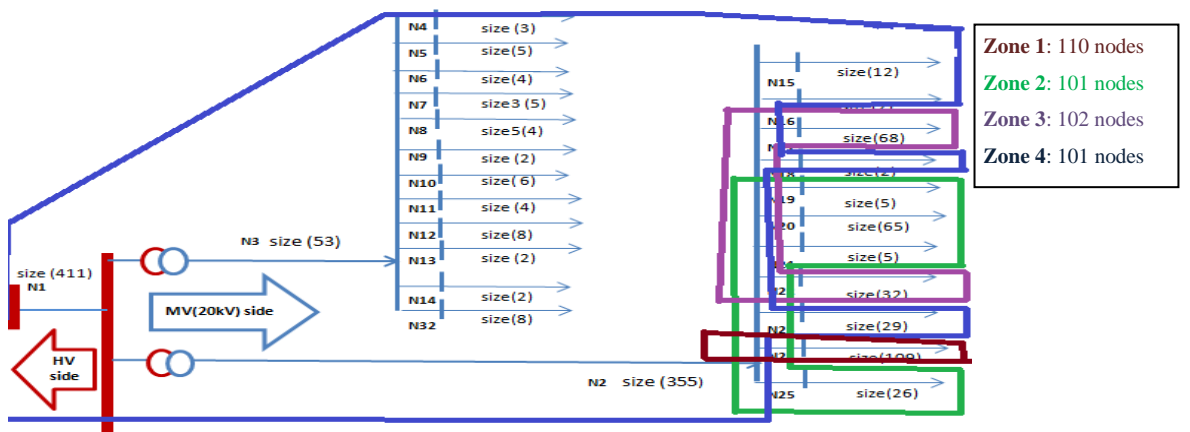 N4 size (3)
N5 size(5)
N6 size(4)
N7 size3 (5)
N8 size5(4)
N9 size (2)
N10 size( 6)
N11 size (4)
N12 size(8)
N13 size (2)
N14 size(2)
N32 size(8)
N3 size (53)
size (411)
N1
MV(20kV) side
HV
side
N2 size (355)
N15 size(12)
N16
size(68)
size(2)
N19 size(5)
N20 size(65)
size(5)
size(32)
size(29)
size(109)
N25 size(26)
Zone 1: 110 nodes
Zone 2: 101 nodes
Zone 3: 102 nodes
Zone 4: 101 nodes